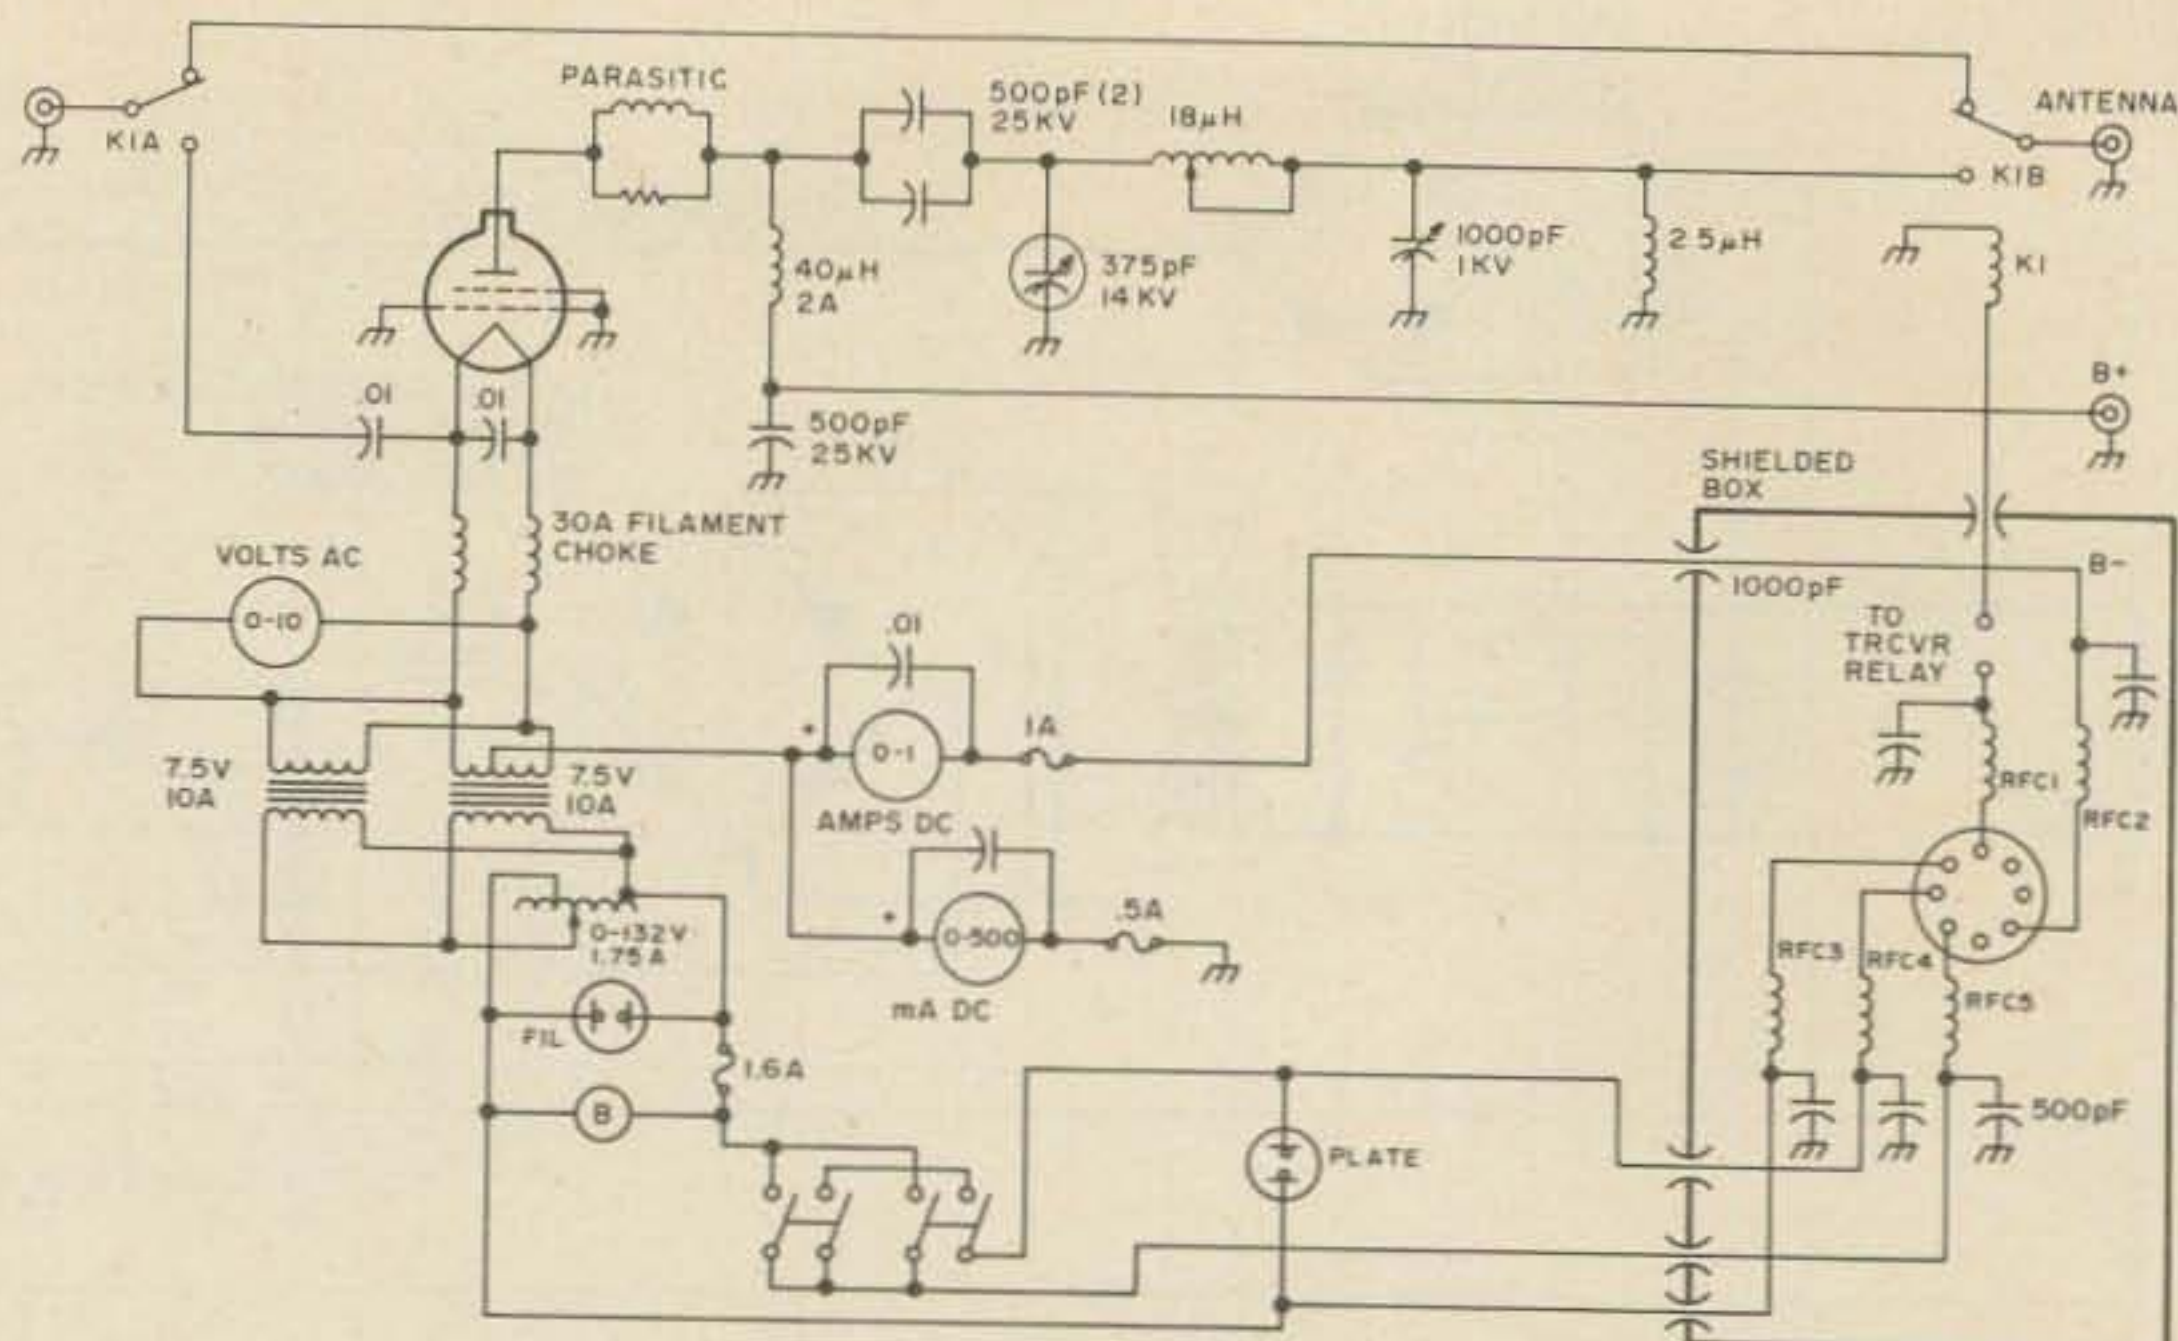 PARASITIC
500pF (2)
25KV
18µH
ANTENNA
K1A
K1B
40µH
2A
375pF
14KV
1000pF
1KV
2.5µH
K1
B+
.01
.01
500pF
25KV
SHIELDED
BOX
30A FILAMENT
CHOKE
VOLTS AC
0-10
B-
1000pF
TO
TRCVR
RELAY
.01
+
0-1
1A
7.5V
10A
7.5V
10A
AMPS DC
RFC1
RFC2
+
0-500
.5A
0-132V
1.75A
mA DC
RFC3
RFC4
RFC5
FIL
1.6A
B
PLATE
500pF